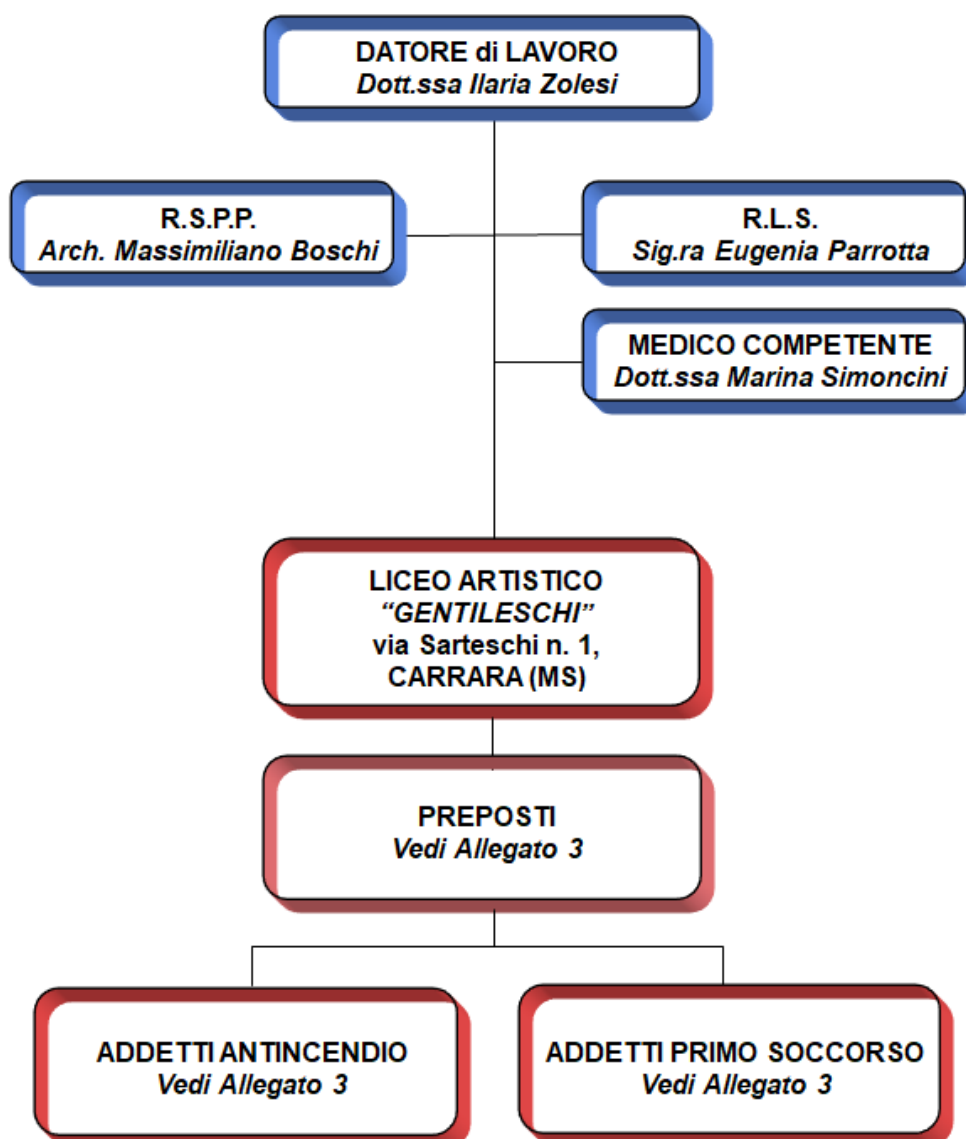 DATORE di LAVORO
Dott.ssa Ilaria Zolesi
R.S.P.P.
Arch. Massimiliano Boschi
R.L.S.
Sig.ra Eugenia Parrotta
MEDICO COMPETENTE
Dott.ssa Marina Simoncini
LICEO ARTISTICO
“GENTILESCHI”
via Sarteschi n. 1,
CARRARA (MS)
PREPOSTI
Vedi Allegato 3
ADDETTI ANTINCENDIO
Vedi Allegato 3
ADDETTI PRIMO SOCCORSO
Vedi Allegato 3